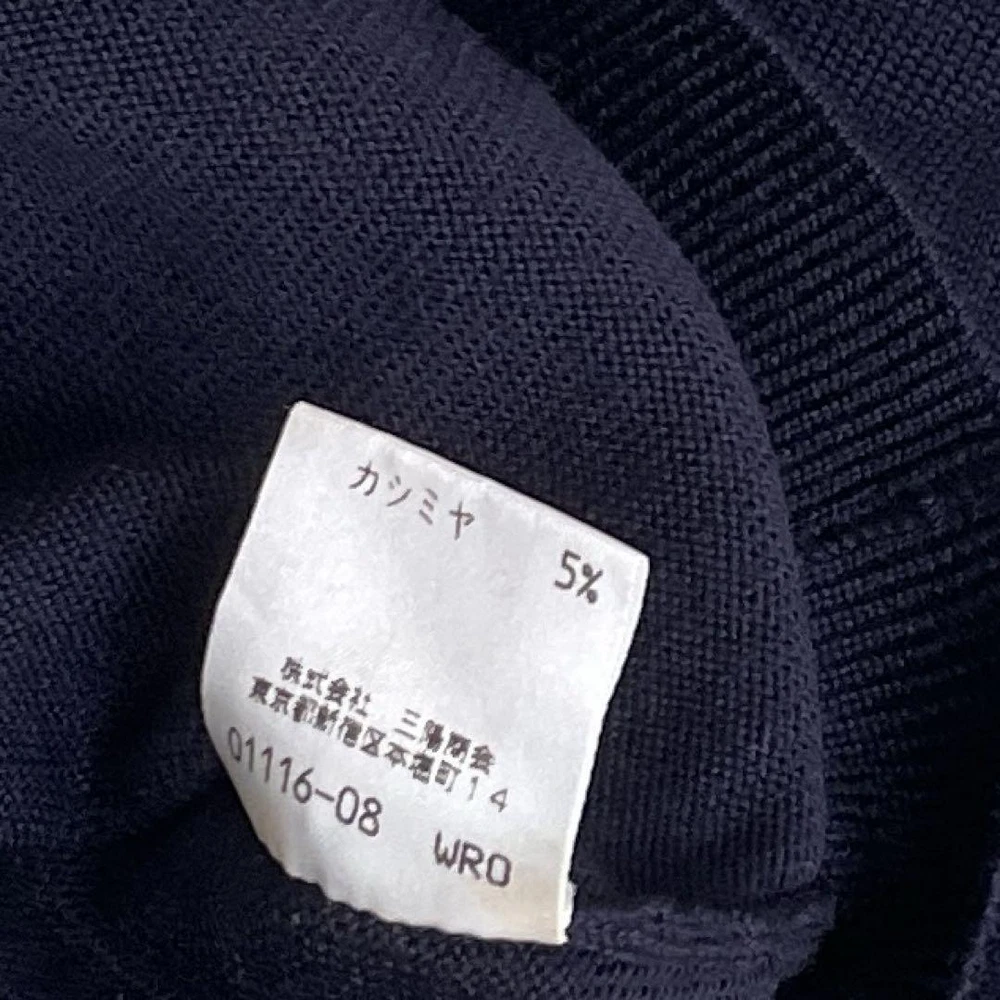 カシミヤ
5%
株式会社 三陽商会
東京都新宿区本塩町14
Q1116-08 WRO